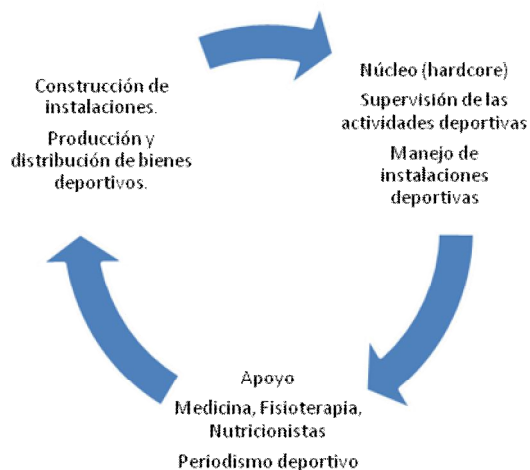 Construcción de
instalaciones.
Producción y
distribución de bienes
deportivos.
Núcleo (hardcore)
Supervisión de las
actividades deportivas
Manejo de
instalaciones
deportivas
Apoyo
Medicina, Fisioterapia,
Nutricionistas
Periodismo deportivo